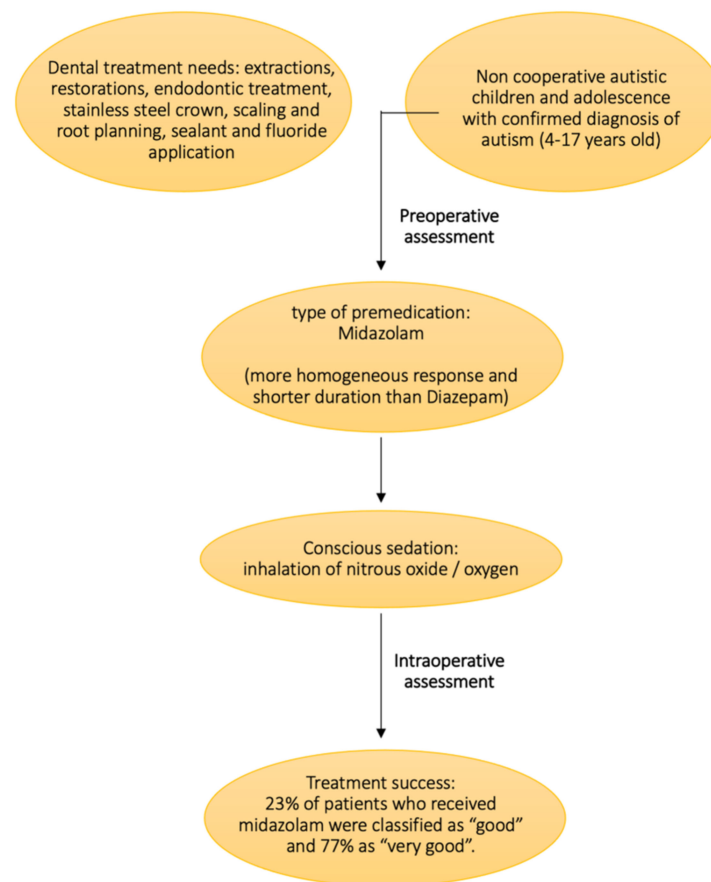 Dental treatment needs: extractions,
restorations, endodontic treatment,
stainless steel crown, scaling and
root planning, sealant and fluoride
application
Non cooperative autistic
children and adolescence
with confirmed diagnosis of
autism (4-17 years old)
Preoperative
assessment
type of premedication:
Midazolam
(more homogeneous response and
shorter duration than Diazepam)
Conscious sedation:
inhalation of nitrous oxide / oxygen
Intraoperative
assessment
Treatment success:
23% of patients who received
midazolam were classified as “good”
and 77% as “very good”.